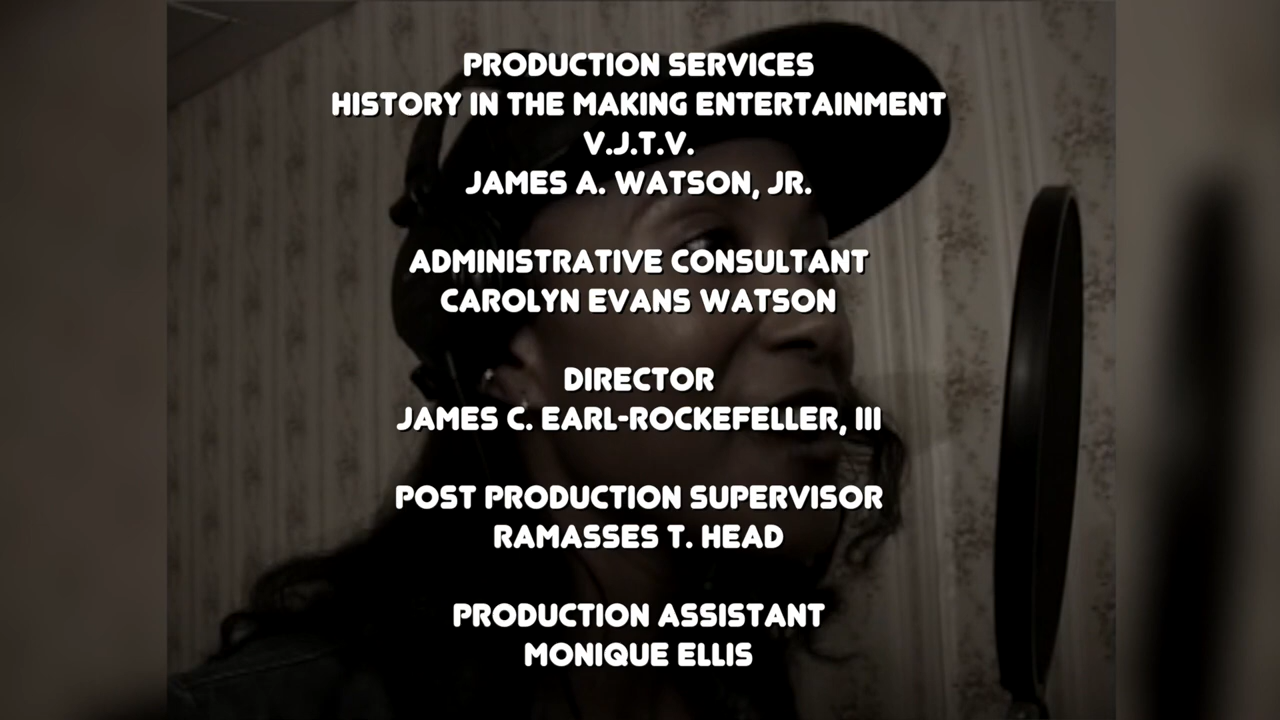 PRODUCTION SERVICES
HISTORY IN THE MAKING ENTERTAINMENT
V.J.T.V.
JAMES A. WATSON, JR.
ADMINISTRATIVE CONSULTANT
CAROLYN EVANS WATSON
DIRECTOR
JAMES C. EARL-ROCKEFELLER, III
POST PRODUCTION SUPERVISOR
RAMASSES T. HEAD
PRODUCTION ASSISTANT
MONIQUE ELLIS